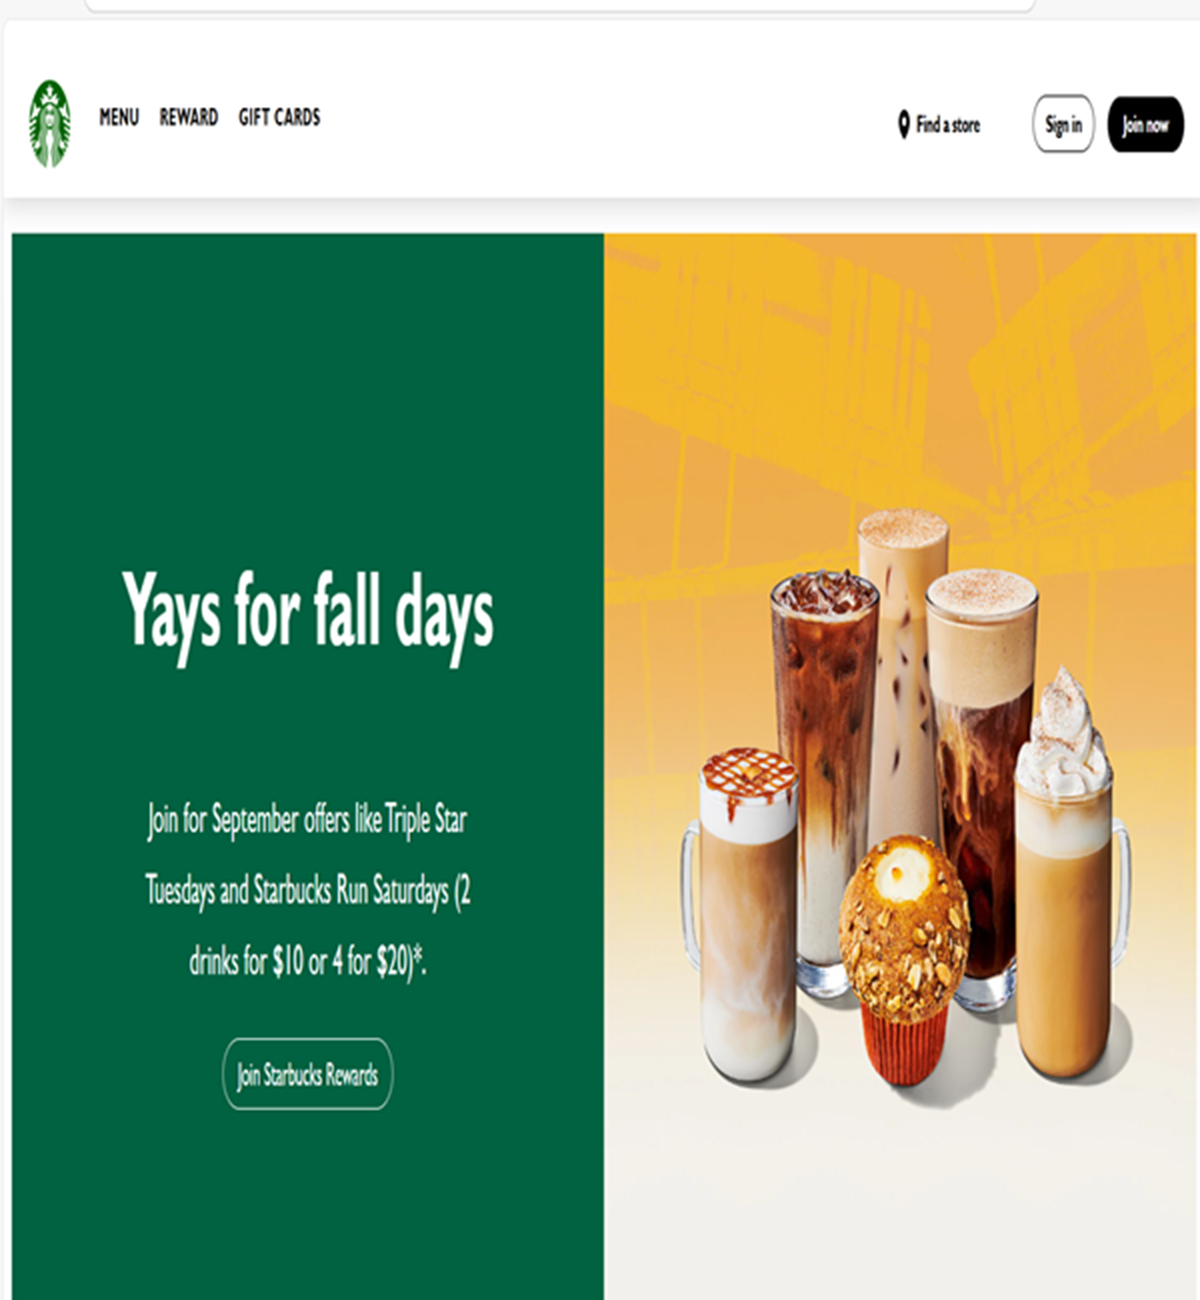 MENU REWARD GIFT CARDS
Find a store
Sign in
Join now
Yays for fall days
Join for September offers like Triple Star
Tuesdays and Starbucks Run Saturdays (2
drinks for $10 or 4 for $20)*.
Join Starbucks Rewards